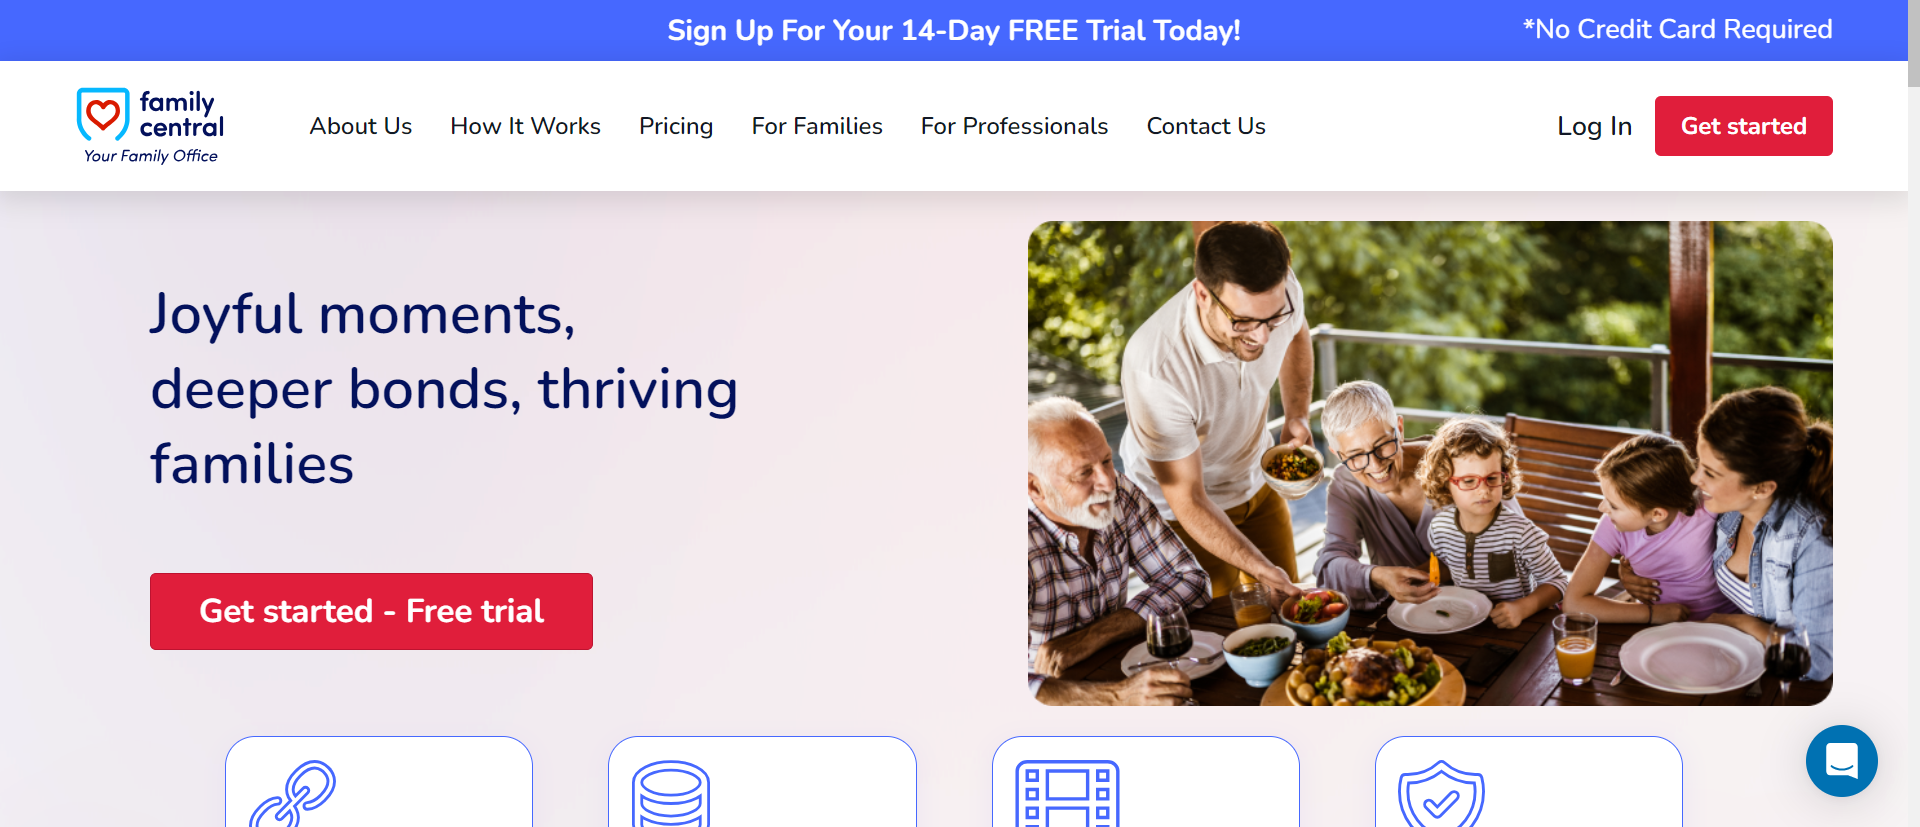 Sign Up For Your 14-Day FREE Trial Today!
*No Credit Card Required
family
central
Your Family Office
About Us
How It Works
Pricing
For Families
For Professionals
Contact Us
Log In
Get started
Joyful moments,
deeper bonds, thriving
families
Get started - Free trial